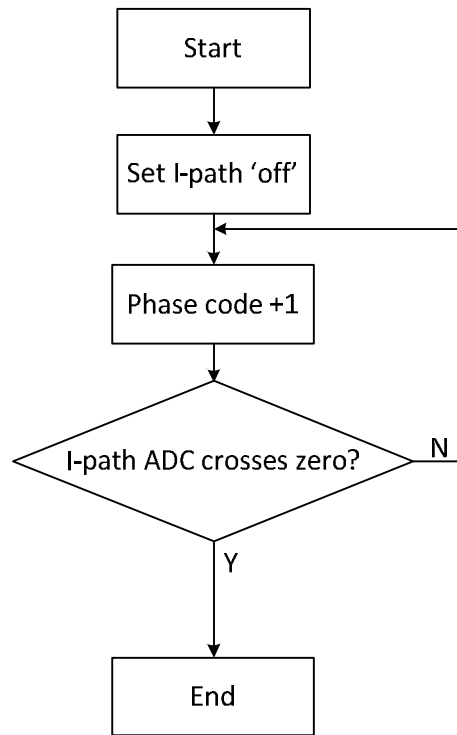 Start
Set I-path ‘off’
Phase code +1
I-path ADC crosses zero?
N
Y
End